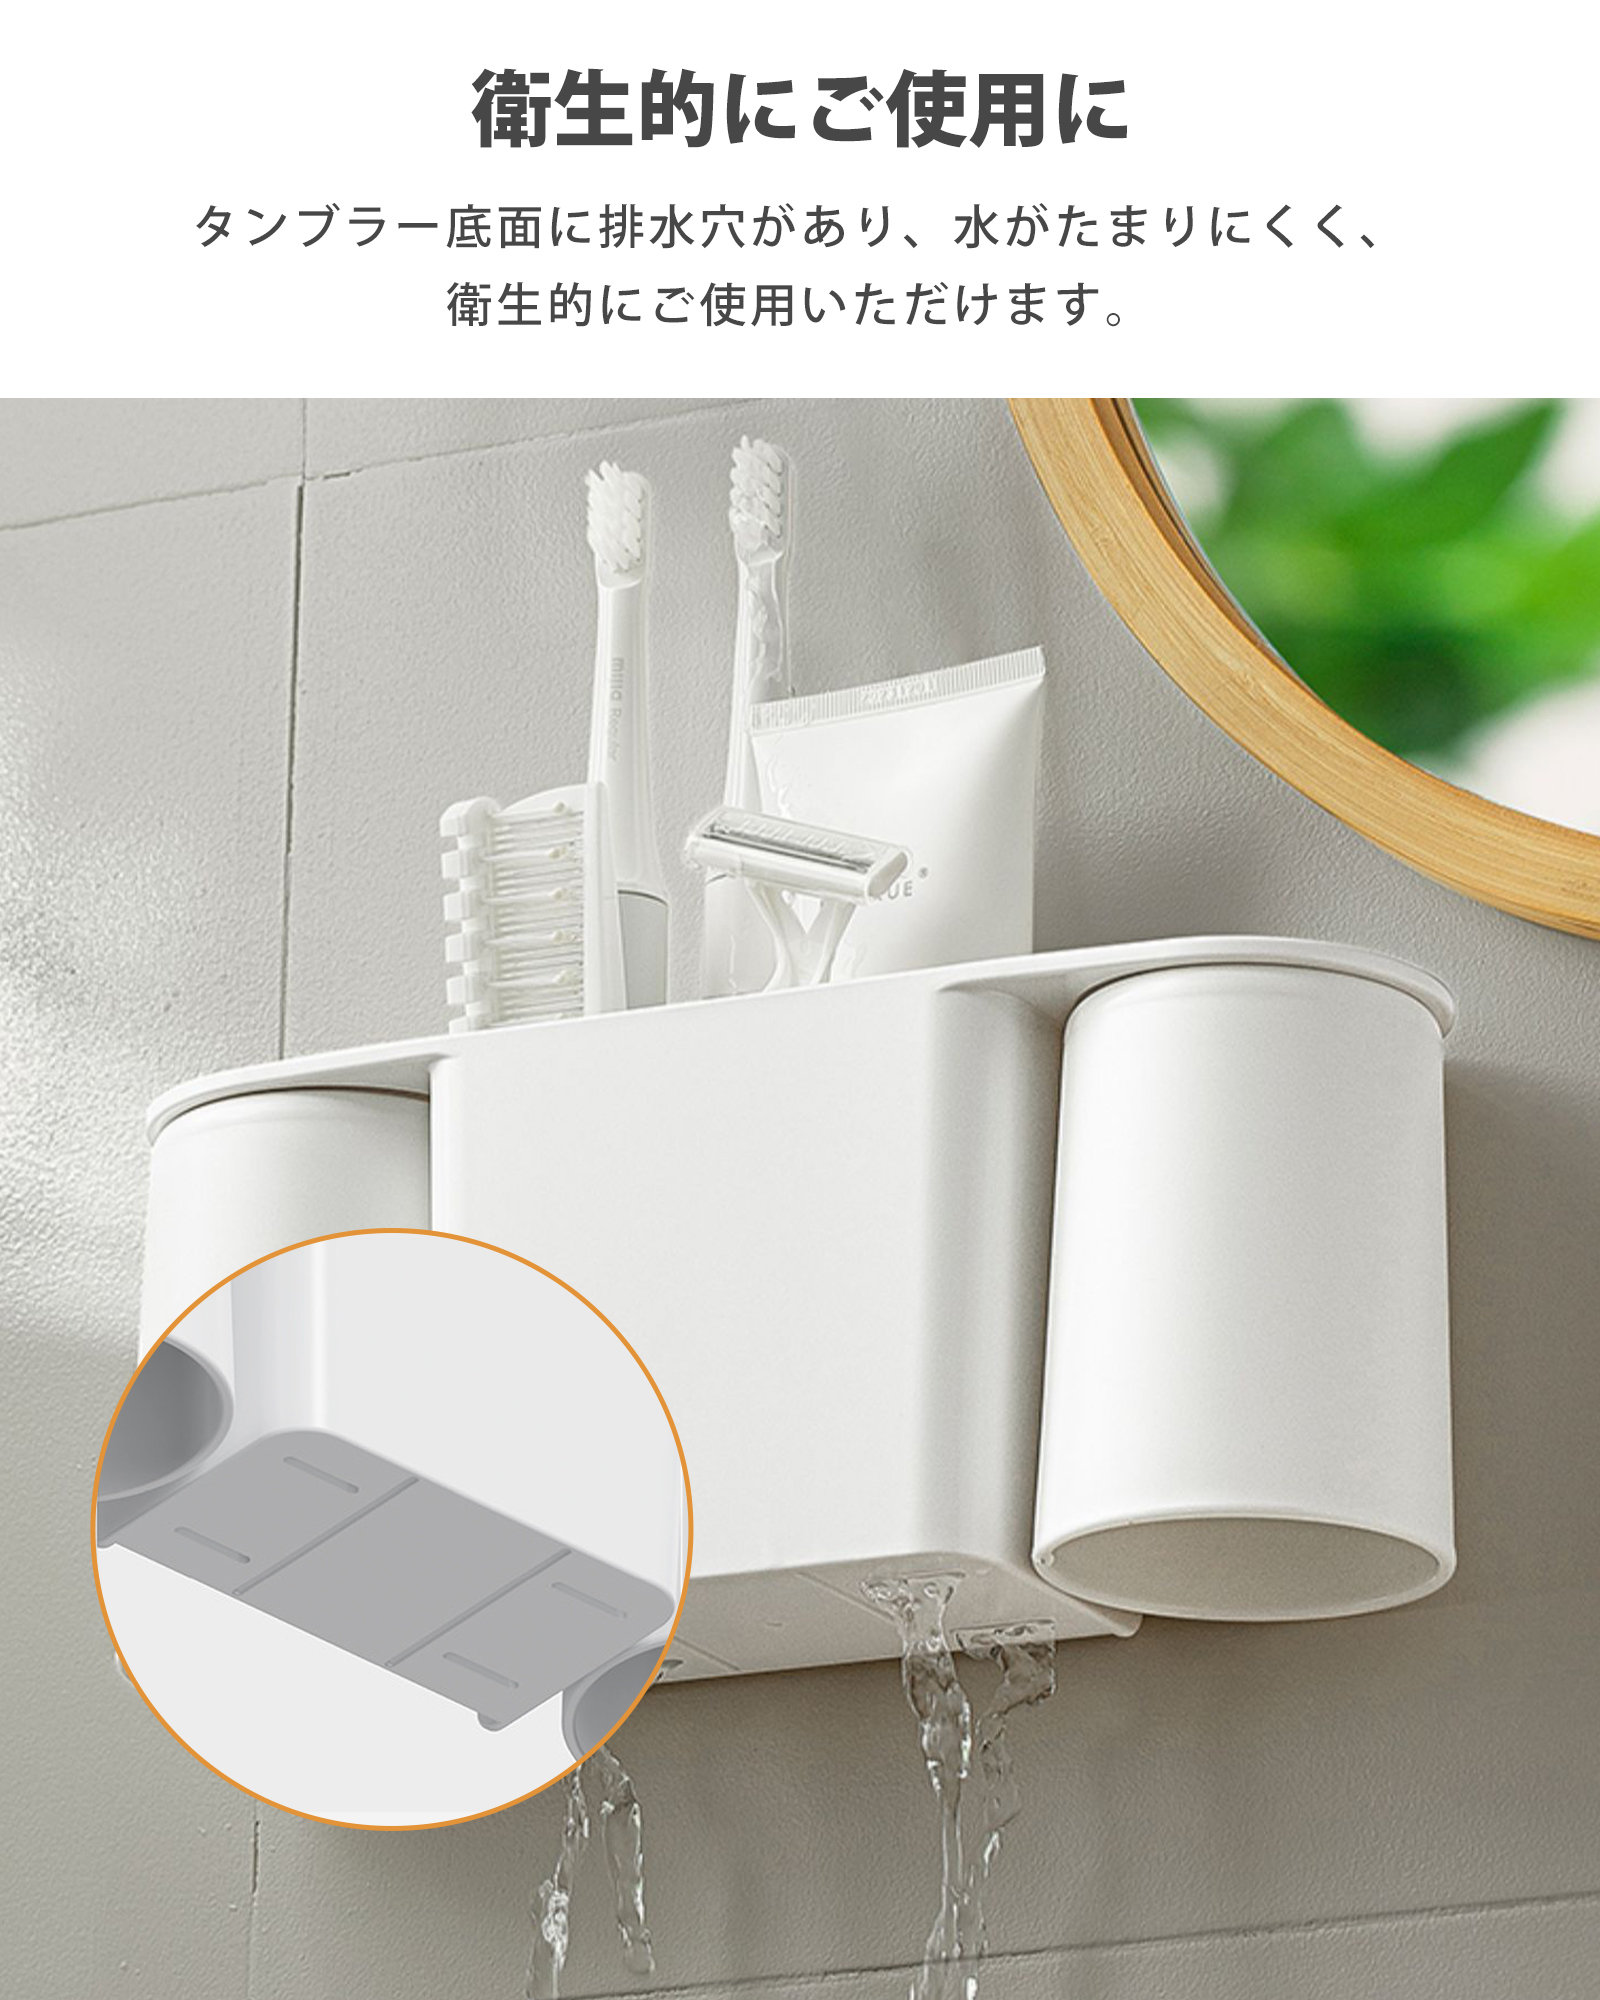 衛生的にご使用に
タンブラー底面に排水穴があり、水がたまりにくく、
衛生的にご使用いただけます。